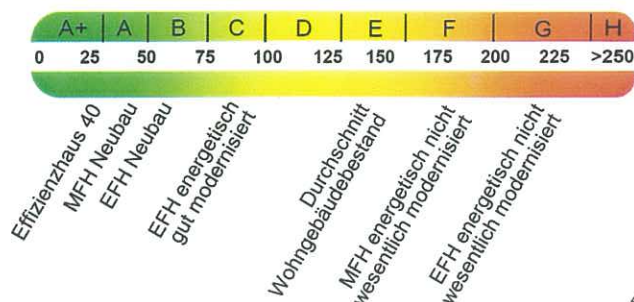 A+ A B C D E F G H
0 25 50 75 100 125 150 175 200 225 >250
Effizienzhaus 40
MFH Neubau
EFH Neubau
EFH energetisch
gut modernisiert
Durchschnitt
Wohngebäudebestand
MFH energetisch nicht
wesentlich modernisiert
EFH energetisch nicht
wesentlich modernisiert